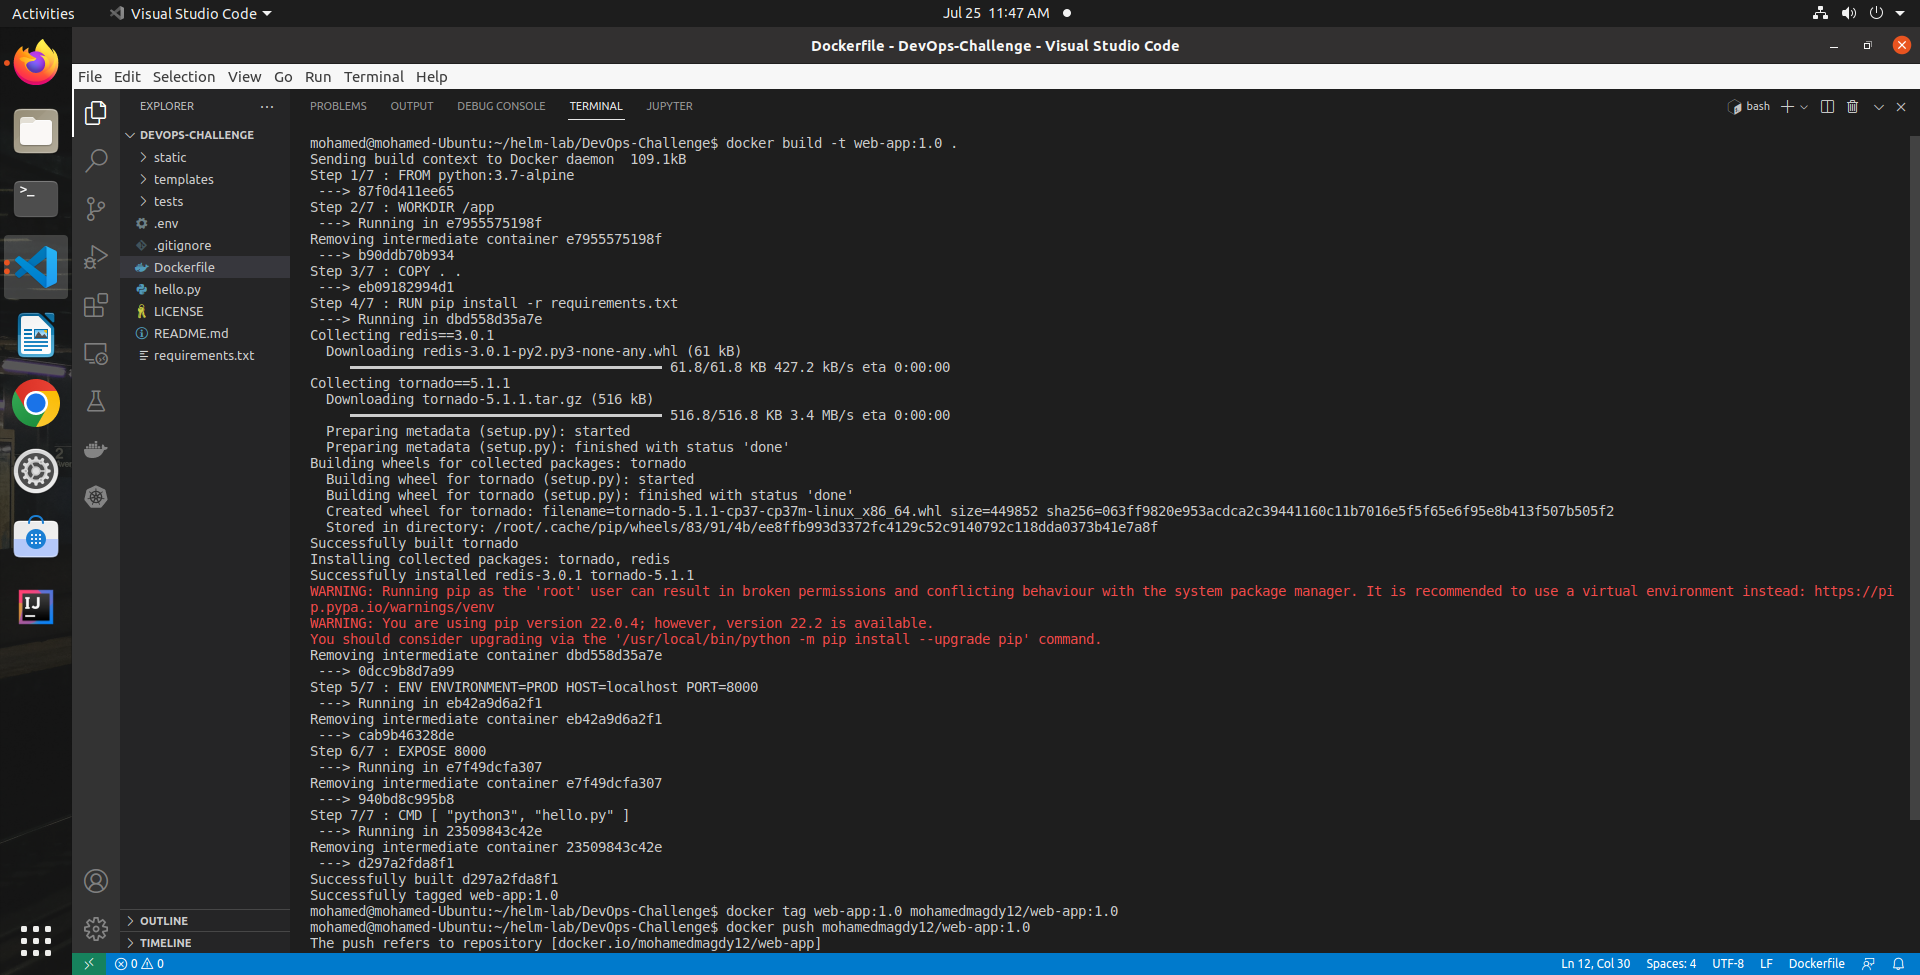 Activities
Visual Studio Code
Jul 25 11:47 AM
Dockerfile - DevOps-Challenge - Visual Studio Code
File Edit Selection View Go Run Terminal Help
EXPLORER
DEVOPS-CHALLENGE
static
templates
tests
.env
.gitignore
Dockerfile
hello.py
LICENSE
README.md
requirements.txt
OUTLINE
TIMELINE
PROBLEMS OUTPUT DEBUG CONSOLE TERMINAL JUPYTER
bash
mohamed@mohamed-Ubuntu:~/helm-lab/DevOps-Challenge$ docker build -t web-app:1.0 .
Sending build context to Docker daemon  109.1kB
Step 1/7 : FROM python:3.7-alpine
 ---> 87f0d411ee65
Step 2/7 : WORKDIR /app
 ---> Running in e7955575198f
Removing intermediate container e7955575198f
 ---> b90ddb70b934
Step 3/7 : COPY . .
 ---> eb09182994d1
Step 4/7 : RUN pip install -r requirements.txt
 ---> Running in dbd558d35a7e
Collecting redis==3.0.1
  Downloading redis-3.0.1-py2.py3-none-any.whl (61 kB)
61.8/61.8 KB 427.2 kB/s eta 0:00:00
Collecting tornado==5.1.1
  Downloading tornado-5.1.1.tar.gz (516 kB)
516.8/516.8 KB 3.4 MB/s eta 0:00:00
  Preparing metadata (setup.py): started
  Preparing metadata (setup.py): finished with status 'done'
Building wheels for collected packages: tornado
  Building wheel for tornado (setup.py): started
  Building wheel for tornado (setup.py): finished with status 'done'
  Created wheel for tornado: filename=tornado-5.1.1-cp37-cp37m-linux_x86_64.whl size=449852 sha256=063ff9820e953acdca2c39441160c11b7016e5f5f65e6f95e8b413f507b505f2
  Stored in directory: /root/.cache/pip/wheels/83/91/4b/ee8ffb993d3372fc4129c52c9140792c118dda0373b41e7a8f
Successfully built tornado
Installing collected packages: tornado, redis
Successfully installed redis-3.0.1 tornado-5.1.1
WARNING: Running pip as the 'root' user can result in broken permissions and conflicting behaviour with the system package manager. It is recommended to use a virtual environment instead: https://pi
p.pypa.io/warnings/venv
WARNING: You are using pip version 22.0.4; however, version 22.2 is available.
You should consider upgrading via the '/usr/local/bin/python -m pip install --upgrade pip' command.
Removing intermediate container dbd558d35a7e
 ---> 0dcc9b8d7a99
Step 5/7 : ENV ENVIRONMENT=PROD HOST=localhost PORT=8000
 ---> Running in eb42a9d6a2f1
Removing intermediate container eb42a9d6a2f1
 ---> cab9b46328de
Step 6/7 : EXPOSE 8000
 ---> Running in e7f49dcfa307
Removing intermediate container e7f49dcfa307
 ---> 940bd8c995b8
Step 7/7 : CMD [ "python3", "hello.py" ]
 ---> Running in 23509843c42e
Removing intermediate container 23509843c42e
 ---> d297a2fda8f1
Successfully built d297a2fda8f1
Successfully tagged web-app:1.0
mohamed@mohamed-Ubuntu:~/helm-lab/DevOps-Challenge$ docker tag web-app:1.0 mohamedmagdy12/web-app:1.0
mohamed@mohamed-Ubuntu:~/helm-lab/DevOps-Challenge$ docker push mohamedmagdy12/web-app:1.0
The push refers to repository [docker.io/mohamedmagdy12/web-app]
0 0
Ln 12, Col 30 Spaces: 4 UTF-8 LF Dockerfile